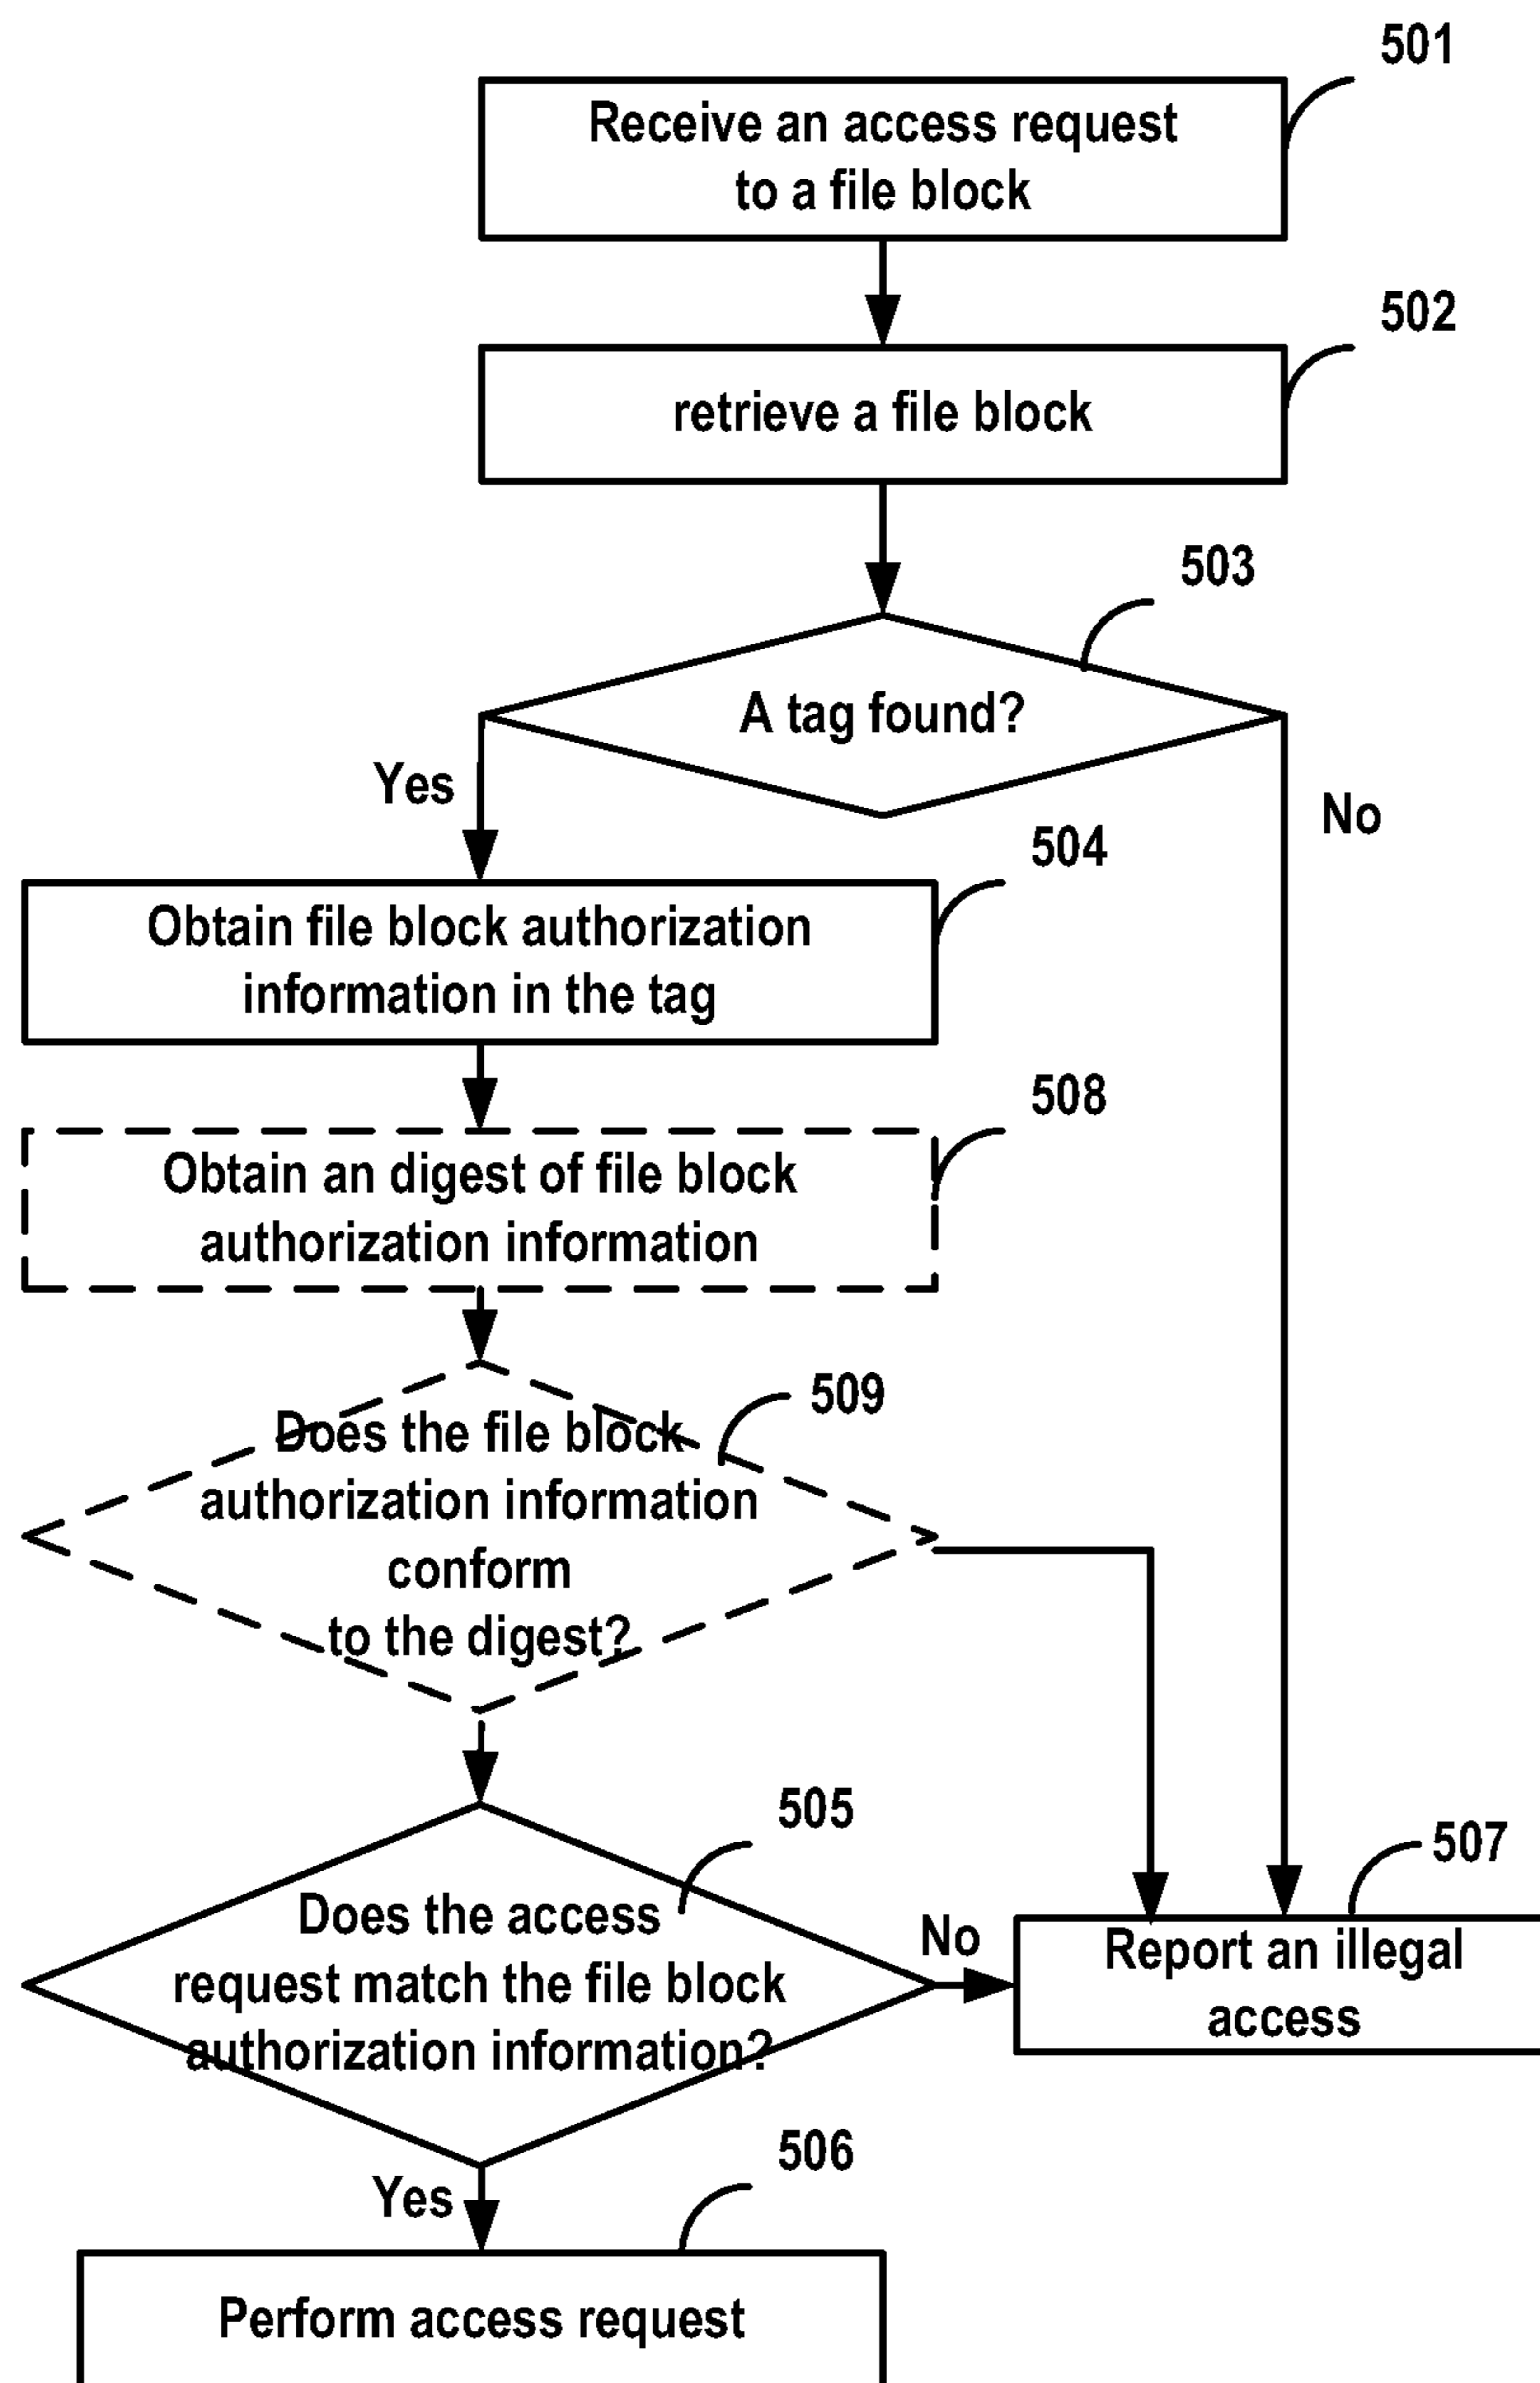 501
Receive an access request
to a file block
502
retrieve a file block
503
A tag found?
Yes
No
504
Obtain file block authorization
information in the tag
508
Obtain an digest of file block
authorization information
509
Does the file block
authorization information
conform
to the digest?
505
Does the access
request match the file block
authorization information?
No
507
Report an illegal
access
506
Yes
Perform access request